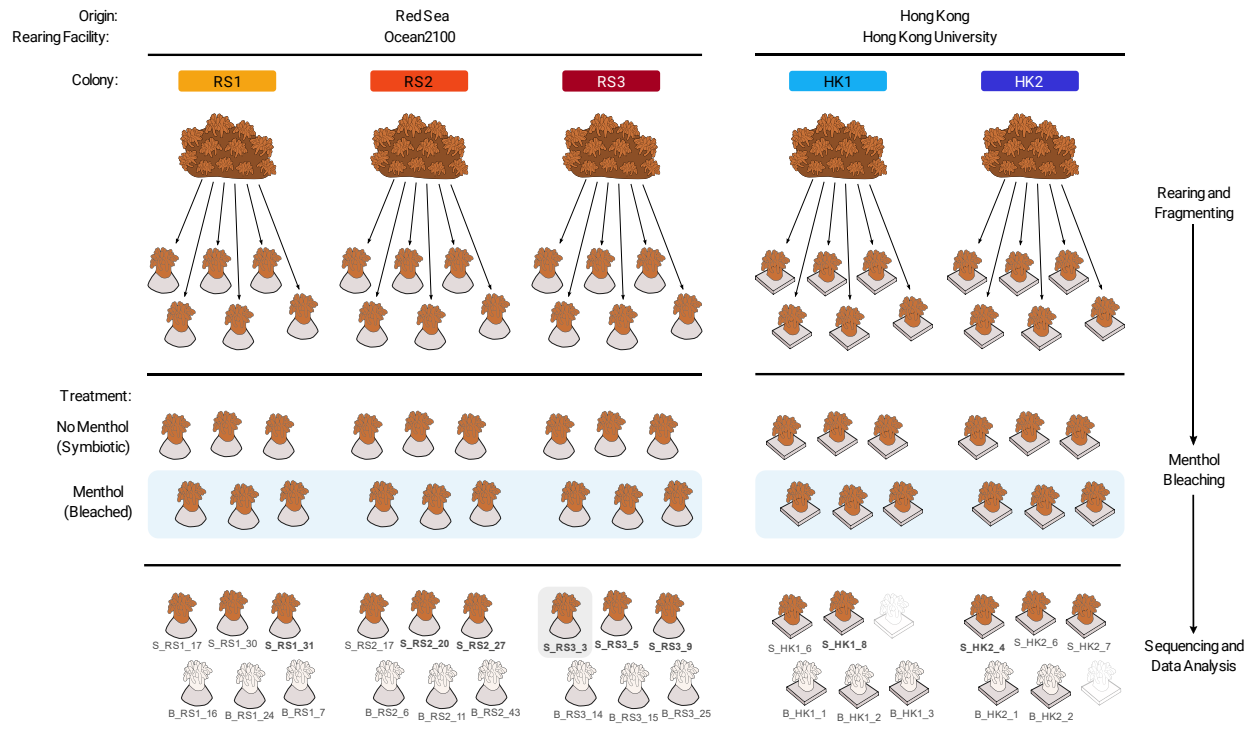 Origin:
Red Sea
Hong Kong
Rearing Facility:
Ocean2100
Hong Kong University
Colony:
RS1
RS2
RS3
HK1
HK2
Rearing and
Fragmenting
Treatment:
No Menthol
(Symbiotic)
Menthol
(Bleached)
Menthol
Bleaching
S_RS1_17
S_RS1_30
S_RS1_31
S_RS2_17
S_RS2_20
S_RS2_27
S_RS3_3
S_RS3_5
S_RS3_9
S_HK1_6
S_HK1_8
S_HK2_4
S_HK2_6
S_HK2_7
Sequencing and
Data Analysis
B_RS1_16
B_RS1_24
B_RS1_7
B_RS2_6
B_RS2_11
B_RS2_43
B_RS3_14
B_RS3_15
B_RS3_25
B_HK1_1
B_HK1_2
B_HK1_3
B_HK2_1
B_HK2_2